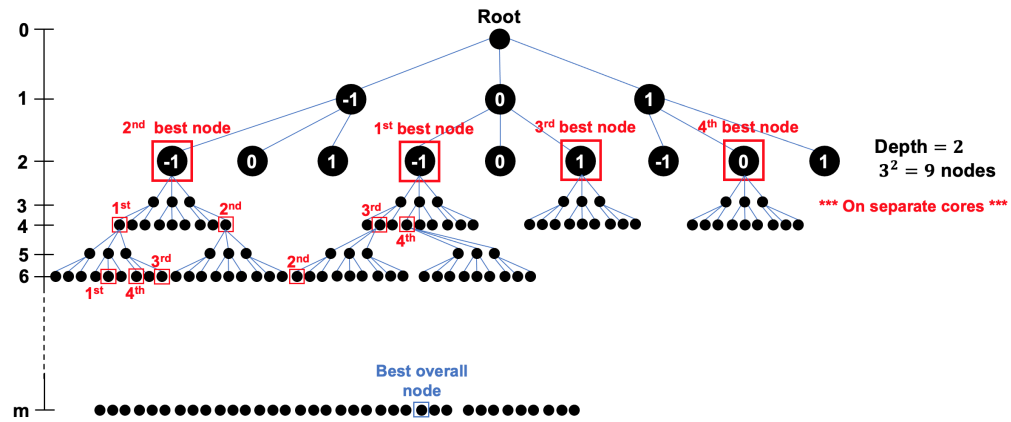 Root
0
1
-1
0
1
2nd best node
1st best node
3rd best node
4th best node
2
-1
0
1
-1
0
1
-1
0
1
Depth = 2
3² = 9 nodes
*** On separate cores ***
3
4
1st
2nd
3rd
4th
5
6
3rd
2nd
1st
4th
Best overall
node
m